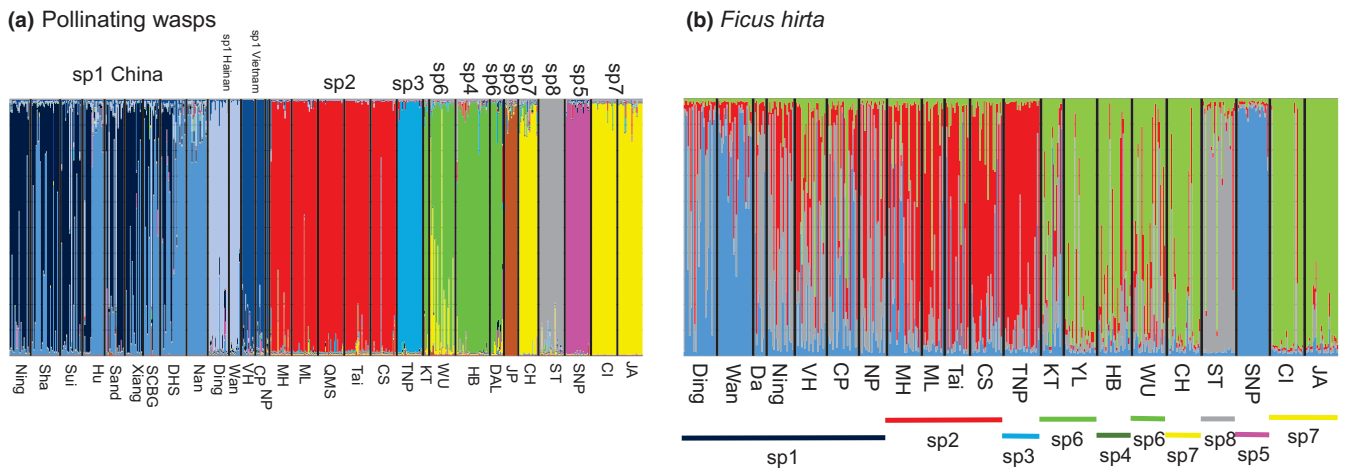 (a) Pollinating wasps
sp1 China
sp1 Hainan
sp1 Vietnam
sp2
sp3
sp6
sp4
sp6
sp9
sp7
sp8
sp5
sp7
Ning
Sha
Sui
Hu
Sand
Xiang
SCBG
DHS
Nan
Ding
Wan
VH
CP
NP
MH
ML
QMS
Tai
CS
TNP
KT
WU
HB
DAL
JP
CH
ST
SNP
CI
JA
(b) Ficus hirta
Ding
Wan
Da
Ning
VH
CP
NP
MH
ML
Tai
CS
TNP
KT
YL
HB
WU
CH
ST
SNP
CI
JA
sp1
sp2
sp3
sp6
sp4
sp6
sp7
sp8
sp5
sp7